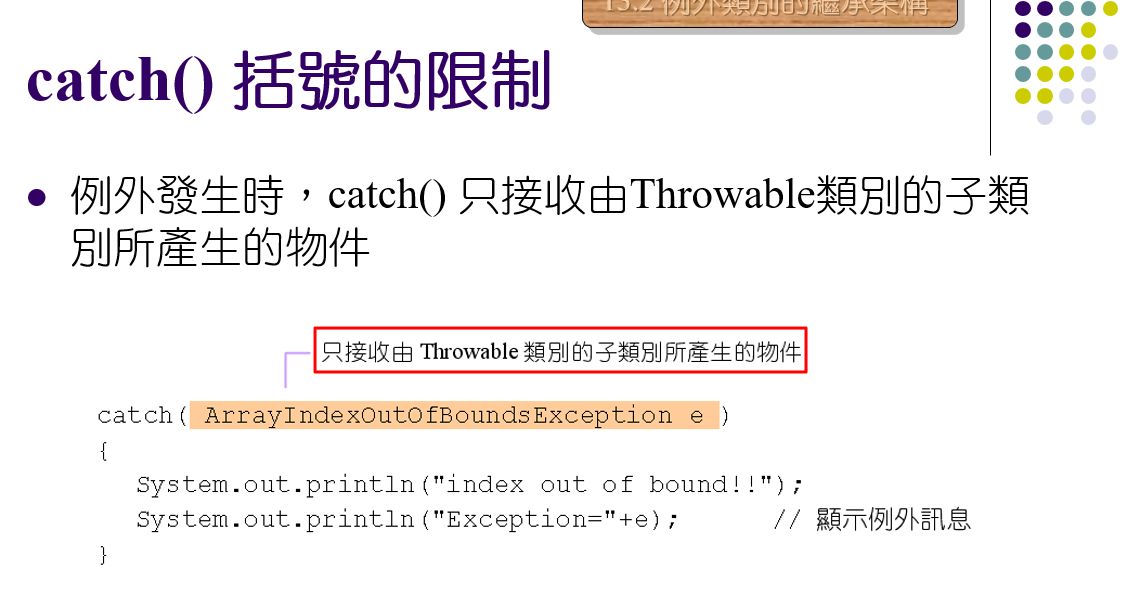 13.2 例外類別的繼承架構
catch() 括號的限制
例外發生時，catch() 只接收由Throwable類別的子類
別所產生的物件
只接收由 Throwable 類別的子類別所產生的物件
catch( ArrayIndexOutOfBoundsException e )
{
System.out.println("index out of bound!!");
System.out.println("Exception="+e); // 顯示例外訊息
}